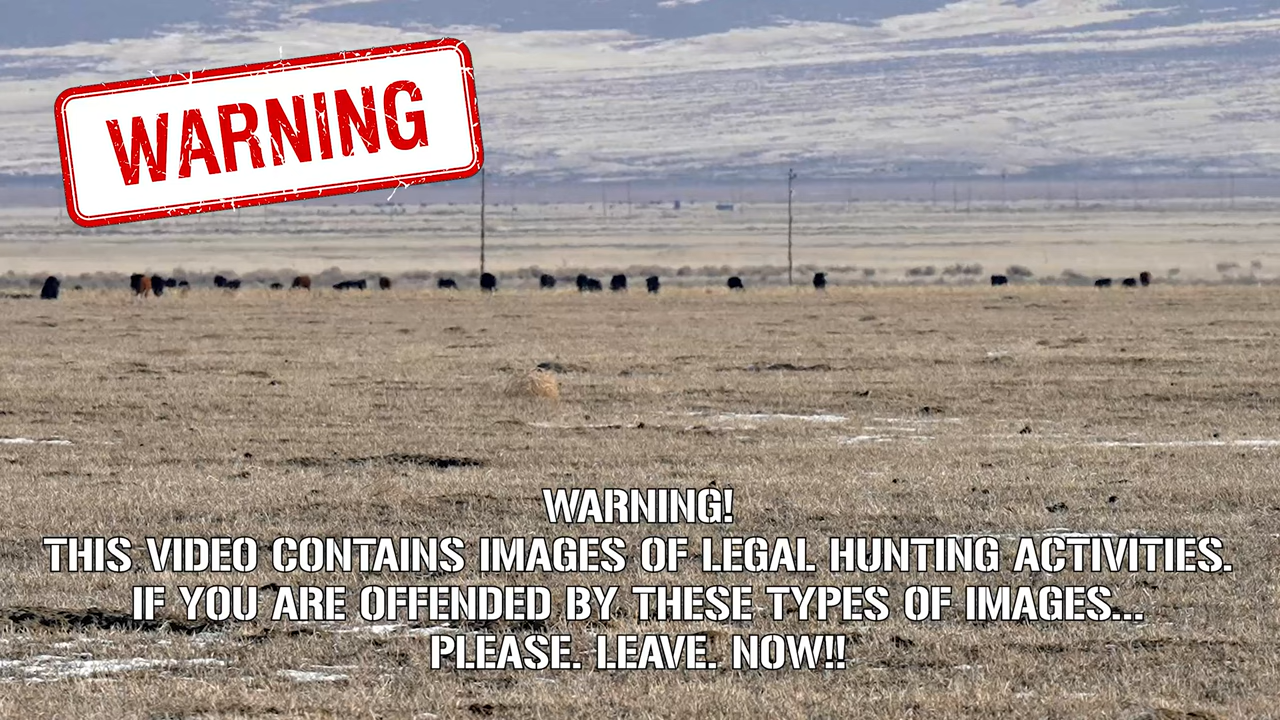 WARNING
WARNING!
THIS VIDEO CONTAINS IMAGES OF LEGAL HUNTING ACTIVITIES.
IF YOU ARE OFFENDED BY THESE TYPES OF IMAGES...
PLEASE. LEAVE. NOW!!